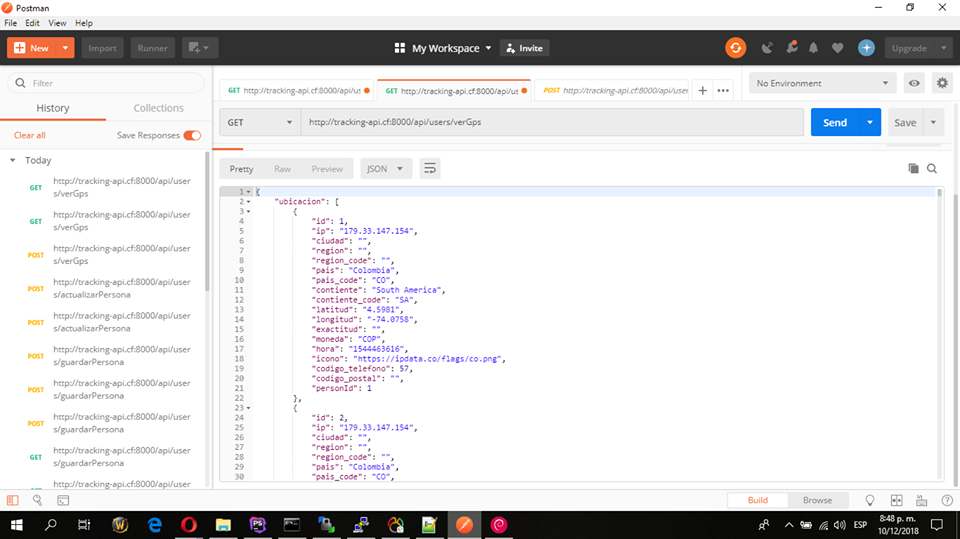 Postman
File Edit View Help
New Import Runner My Workspace Invite Upgrade
Filter
History Collections
Clear all Save Responses
Today
GET http://tracking-api.cf:8000/api/users/verGps
GET http://tracking-api.cf:8000/api/users/verGps
POST http://tracking-api.cf:8000/api/users/verGps
POST http://tracking-api.cf:8000/api/users/actualizarPersona
POST http://tracking-api.cf:8000/api/users/actualizarPersona
POST http://tracking-api.cf:8000/api/users/guardarPersona
POST http://tracking-api.cf:8000/api/users/guardarPersona
POST http://tracking-api.cf:8000/api/users/guardarPersona
GET http://tracking-api.cf:8000/api/users/guardarPersona
GET http://tracking-api.cf:8000/api/users
GET http://tracking-api.cf:8000/api/us GET http://tracking-api.cf:8000/api/us POST http://tracking-api.cf:8000/api/user No Environment
GET http://tracking-api.cf:8000/api/users/verGps Send Save
Pretty Raw Preview JSON
1 {
2 "ubicacion": [
3 {
4 "id": 1,
5 "ip": "179.33.147.154",
6 "ciudad": "",
7 "region": "",
8 "region_code": "",
9 "pais": "Colombia",
10 "pais_code": "CO",
11 "contiente": "South America",
12 "contiente_code": "SA",
13 "latitud": "4.5981",
14 "longitud": "-74.0758",
15 "exactitud": "",
16 "moneda": "COP",
17 "hora": "1544463616",
18 "icono": "https://ipdata.co/flags/co.png",
19 "codigo_telefono": 57,
20 "codigo_postal": "",
21 "personId": 1
22 },
23 {
24 "id": 2,
25 "ip": "179.33.147.154",
26 "ciudad": "",
27 "region": "",
28 "region_code": "",
29 "pais": "Colombia",
30 "pais_code": "CO",
Build Browse
ESP 8:48 p. m.
10/12/2018